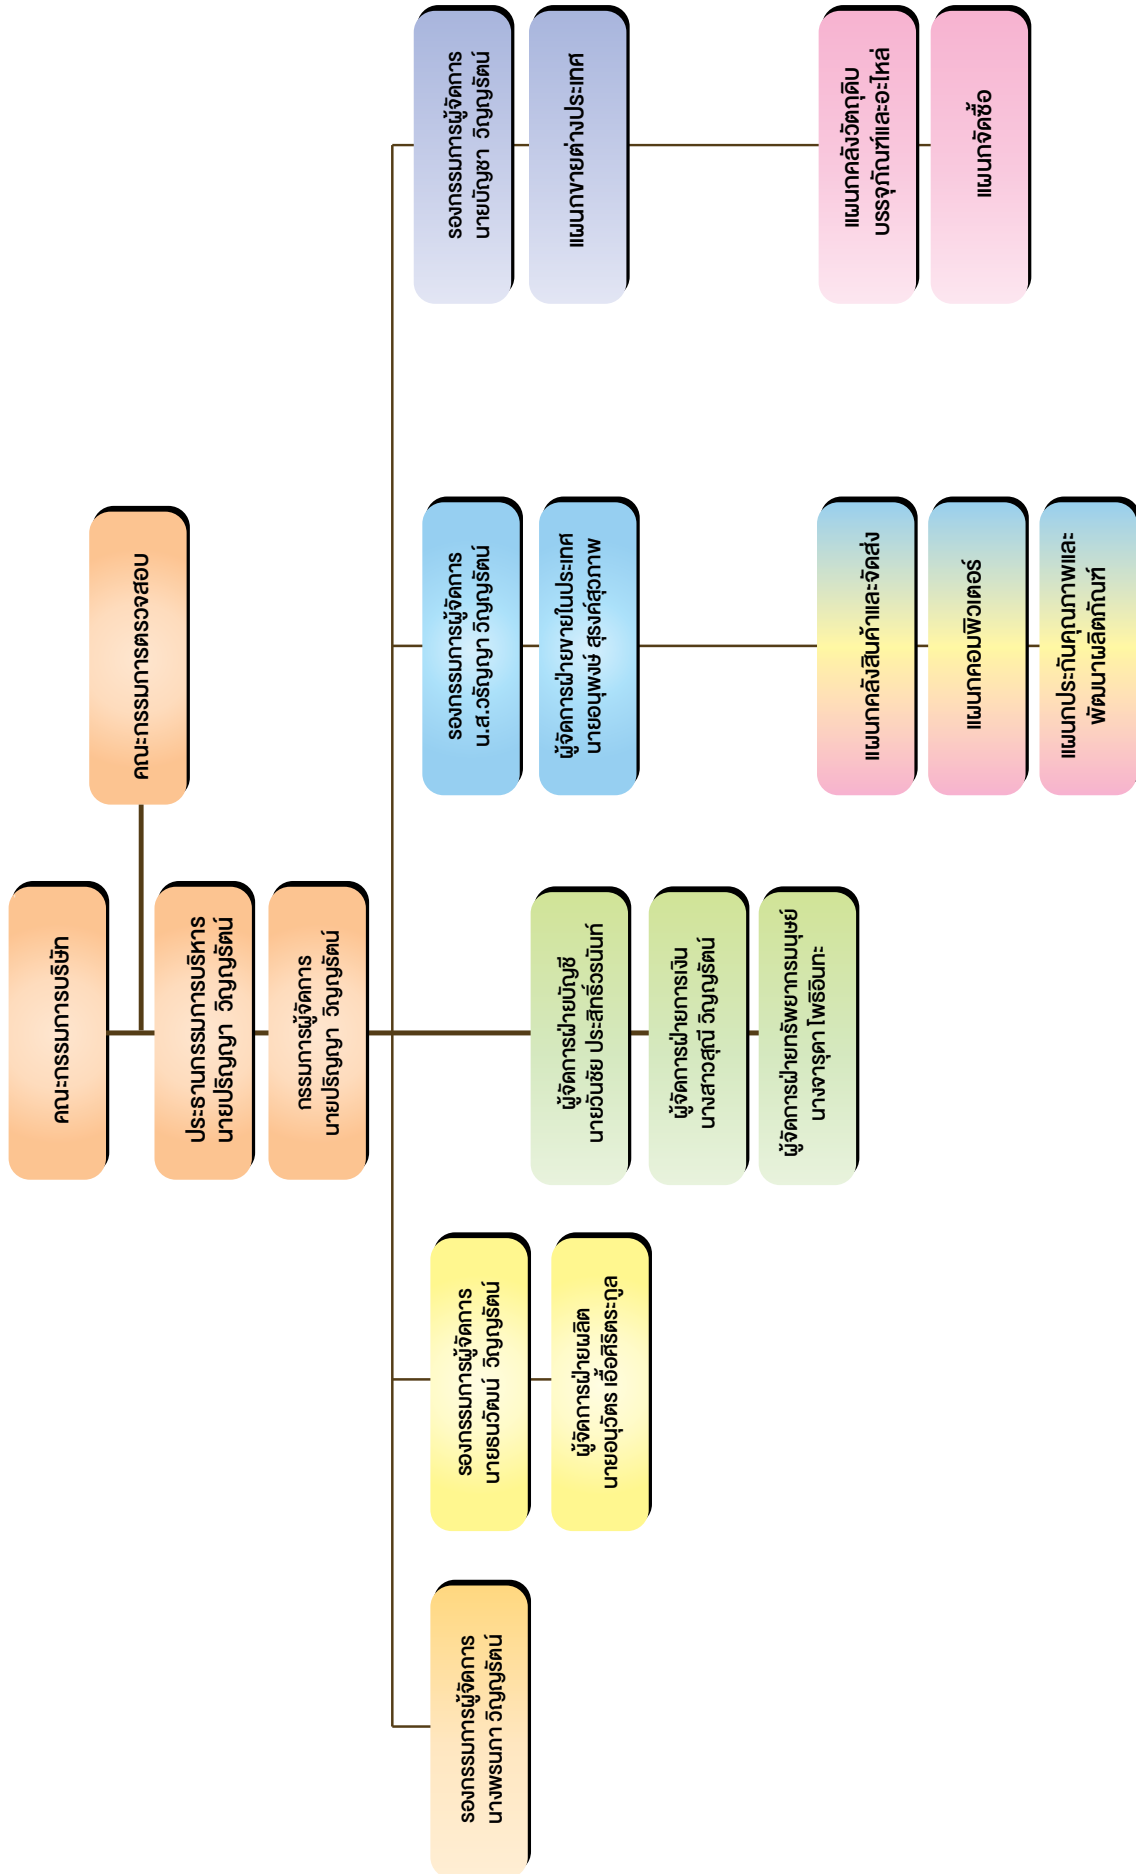 คณะกรรมการบริษัท
คณะกรรมการตรวจสอบ
ประธานกรรมการบริหาร
นายปริญญา วิญญรัตน์
กรรมการผู้จัดการ
นายปริญญา วิญญรัตน์
รองกรรมการผู้จัดการ
นางพรนภา วิญญรัตน์
รองกรรมการผู้จัดการ
นายธนวัฒน์ วิญญรัตน์
ผู้จัดการฝ่ายผลิต
นายอนุวัตร เอื้อศิริตระกูล
ผู้จัดการฝ่ายบัญชี
นายวันชัย ประสิทธิ์วรนันท์
ผู้จัดการฝ่ายการเงิน
นางสาวสุณี วิญญรัตน์
ผู้จัดการฝ่ายทรัพยากรมนุษย์
นางจารุดา โพธิอินทะ
รองกรรมการผู้จัดการ
น.ส.วรัญญา วิญญรัตน์
ผู้จัดการฝ่ายขายในประเทศ
นายอนุพงษ์ สุรงค์สุวภาพ
แผนกคลังสินค้าและจัดส่ง
แผนกคอมพิวเตอร์
แผนกประกันคุณภาพและ
พัฒนาผลิตภัณฑ์
รองกรรมการผู้จัดการ
นายบัญชา วิญญรัตน์
แผนกขายต่างประเทศ
แผนกคลังวัตถุดิบ
บรรจุภัณฑ์และอะไหล่
แผนกจัดซื้อ